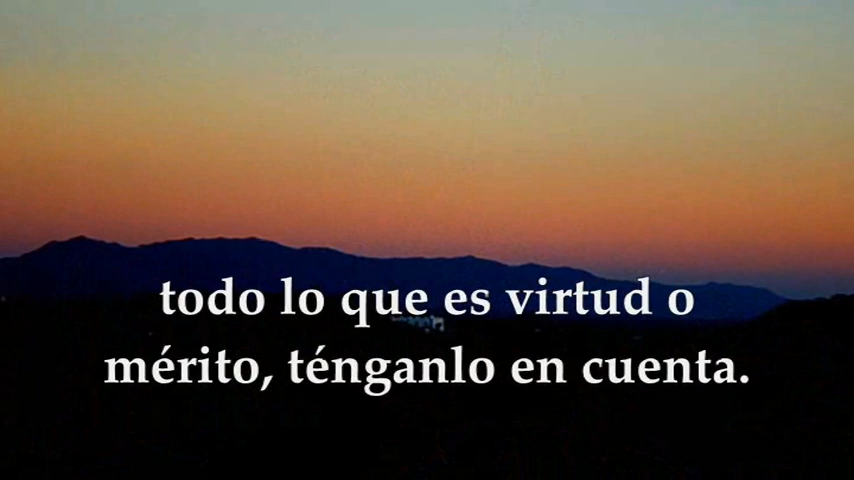 todo lo que es virtud o
mérito, ténganlo en cuenta.